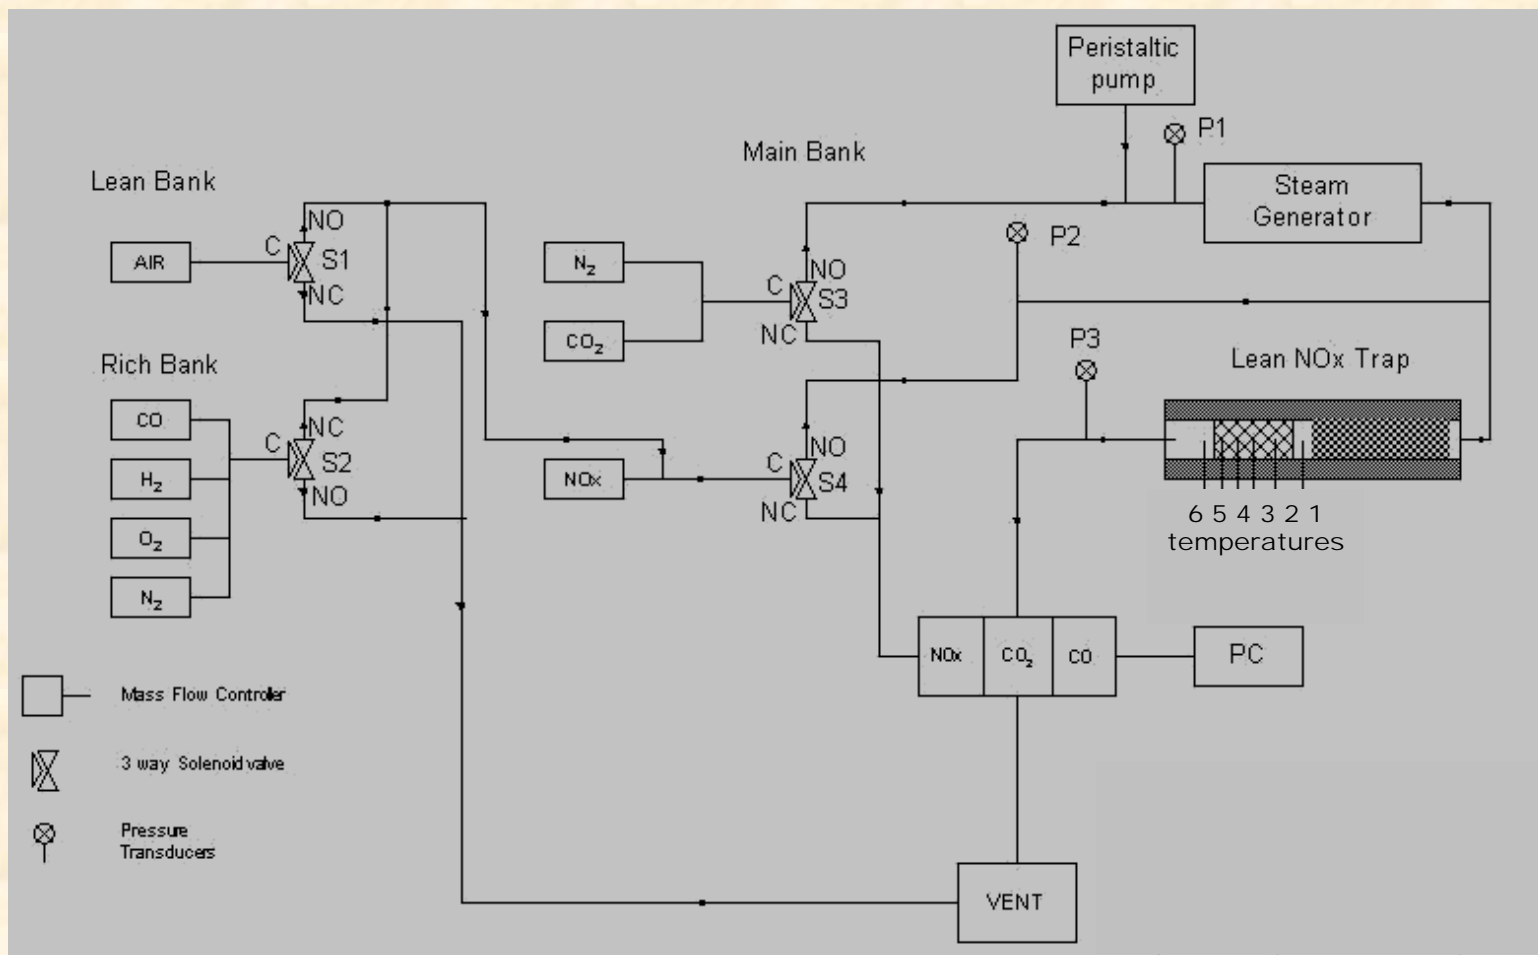 Peristaltic
pump
P1
Main Bank
Lean Bank
Steam
Generator
NO
C
S1
AIR
NC
P2
N₂
NO
C
S3
CO₂
NC
P3
Lean NOx Trap
Rich Bank
CO
NC
C
S2
H₂
NO
O₂
N₂
NO
C
S4
NOx
NC
6 5 4 3 2 1
temperatures
NOx
CO₂
CO
PC
Mass Flow Controler
3 way Solenoid valve
Pressure
Transducers
VENT